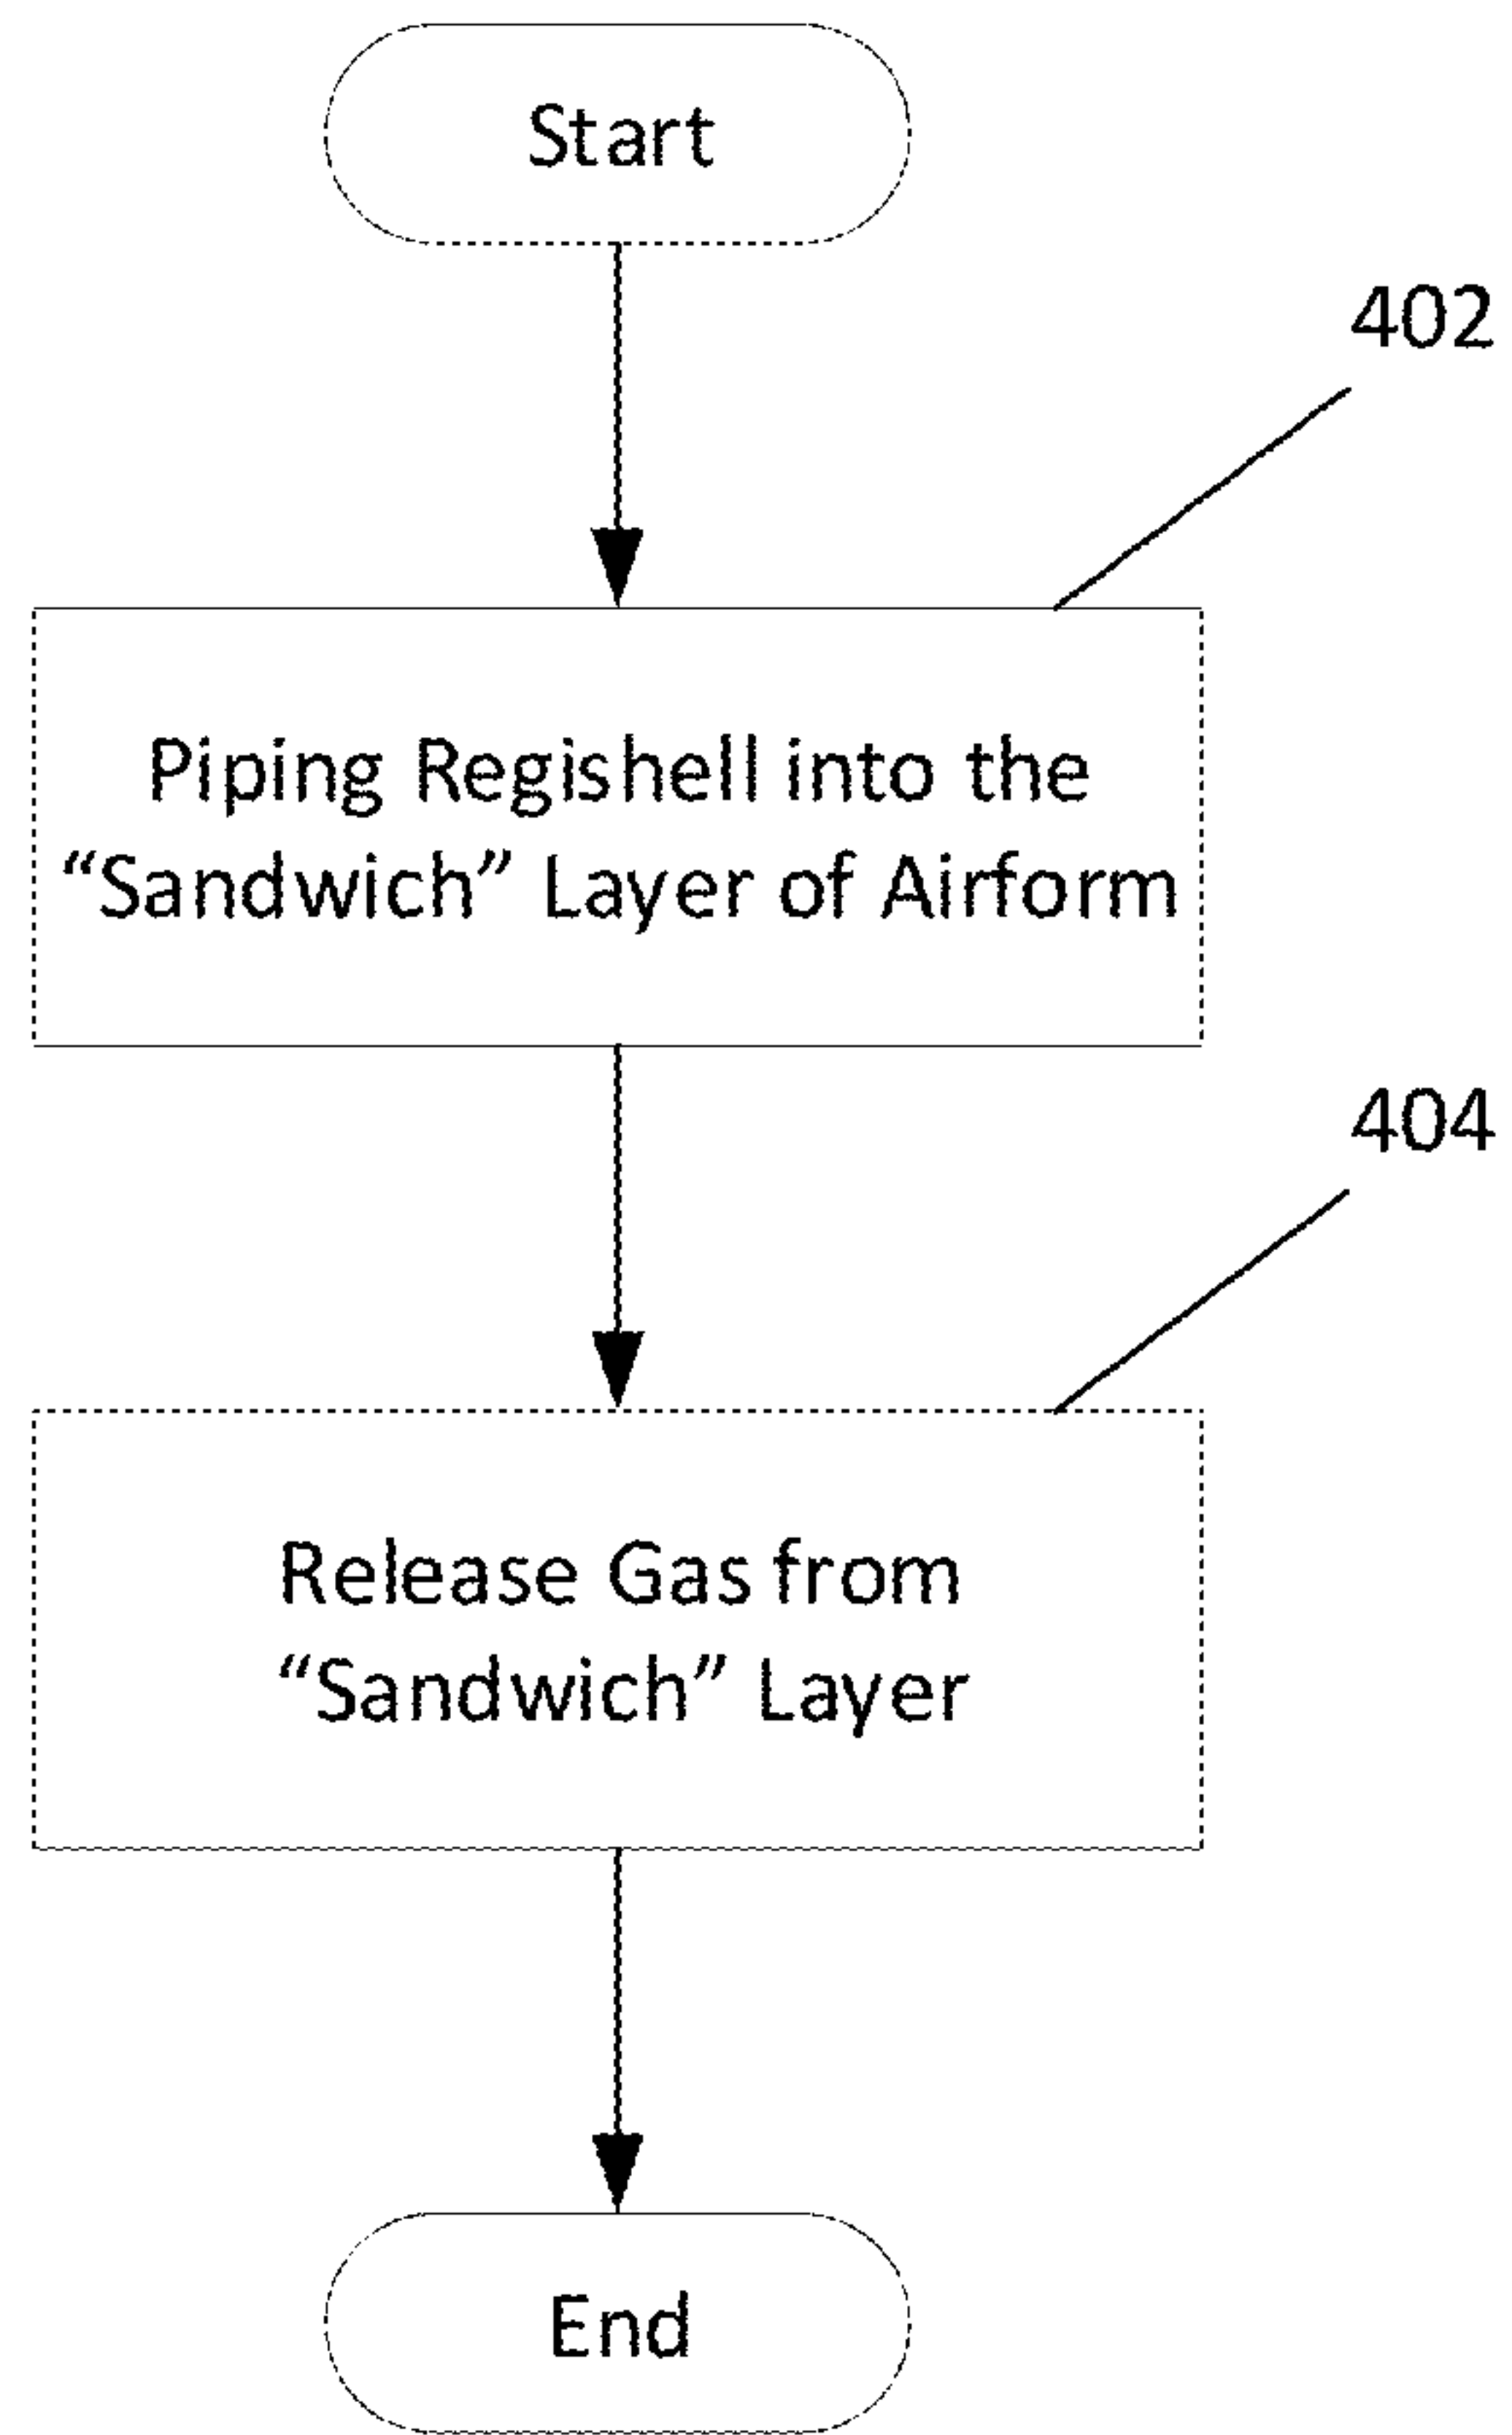 Start
402
Piping Regishell into the
“Sandwich” Layer of Airform
404
Release Gas from
“Sandwich” Layer
End